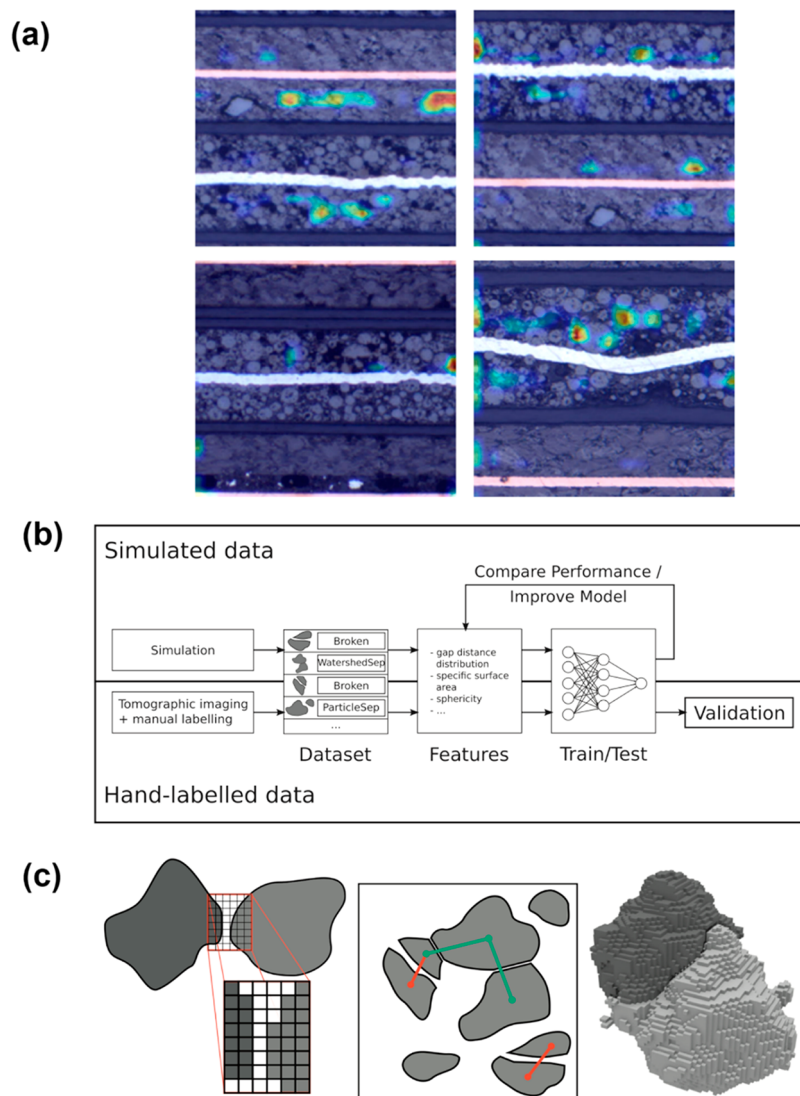 (a)
(b)
Simulated data
Compare Performance /
Improve Model
Simulation
Broken
WatershedSep
Broken
ParticleSep
...
- gap distance
distribution
- specific surface
area
- sphericity
- ...
Tomographic imaging
+ manual labelling
Validation
Dataset
Features
Train/Test
Hand-labelled data
(c)